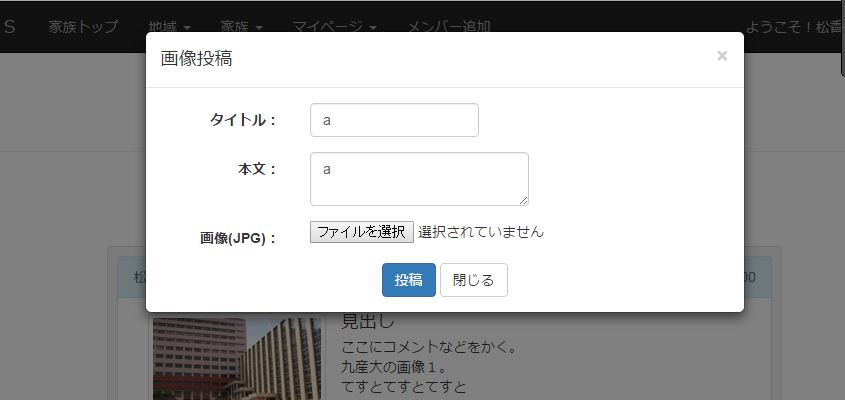 S 家族トップ 地域 家族 マイページ メンバー追加 ようこそ！松香
画像投稿 ×
タイトル： a
本文： a
画像(JPG)： ファイルを選択 選択されていません
投稿 閉じる
松 00
見出し
ここにコメントなどをかく。
九産大の画像１。
てすとてすとてすと